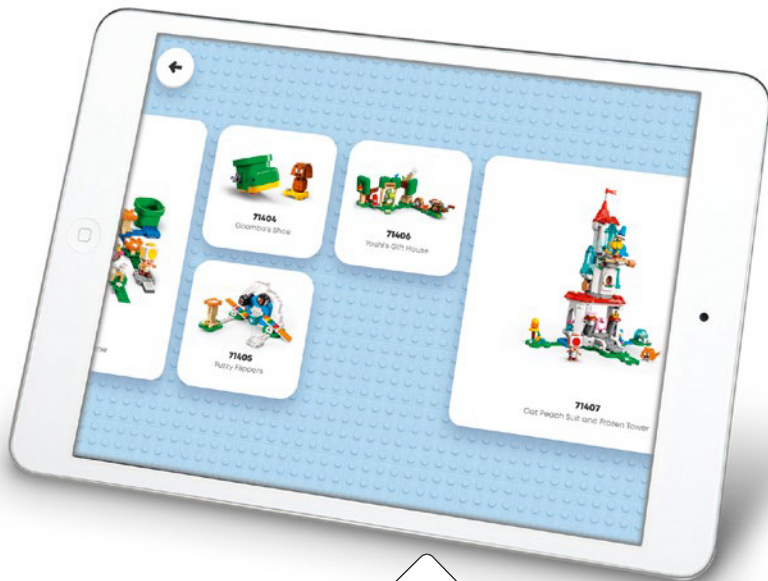 71404
Goomba's Shoe
71405
Fuzzy Flippers
71406
Yoshi's Gift House
71407
Cat Peach Suit and Frozen Tower